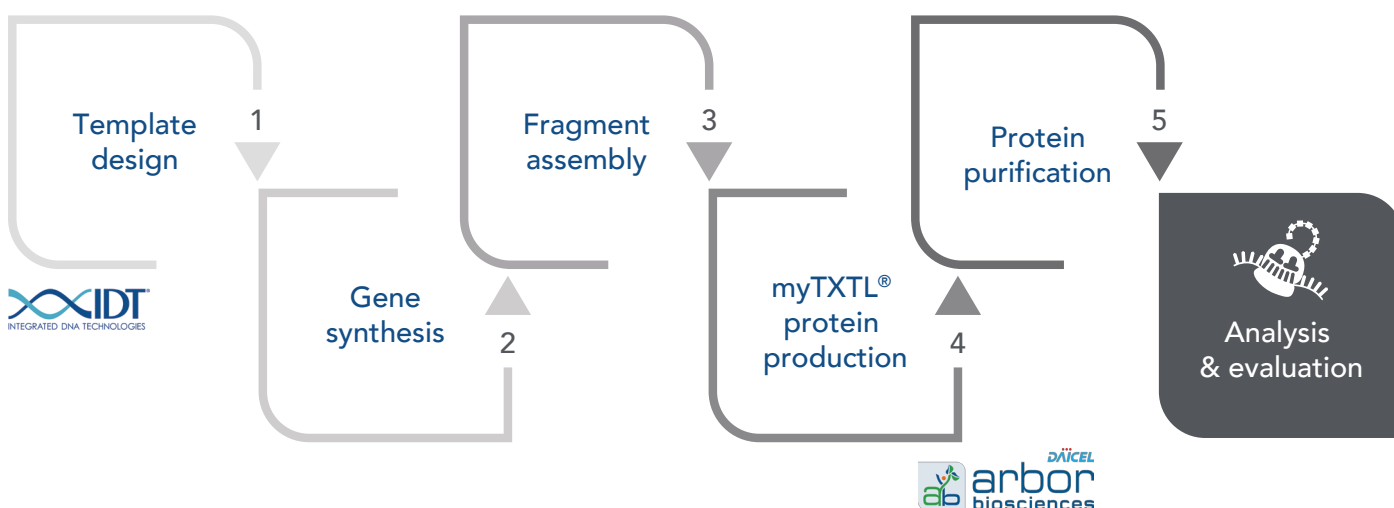 Template
design
1
IDT®
INTEGRATED DNA TECHNOLOGIES
Gene
synthesis
2
Fragment
assembly
3
myTXTL®
protein
production
4
DAICEL
ab
arbor
biosciences
Protein
purification
5
Analysis
& evaluation